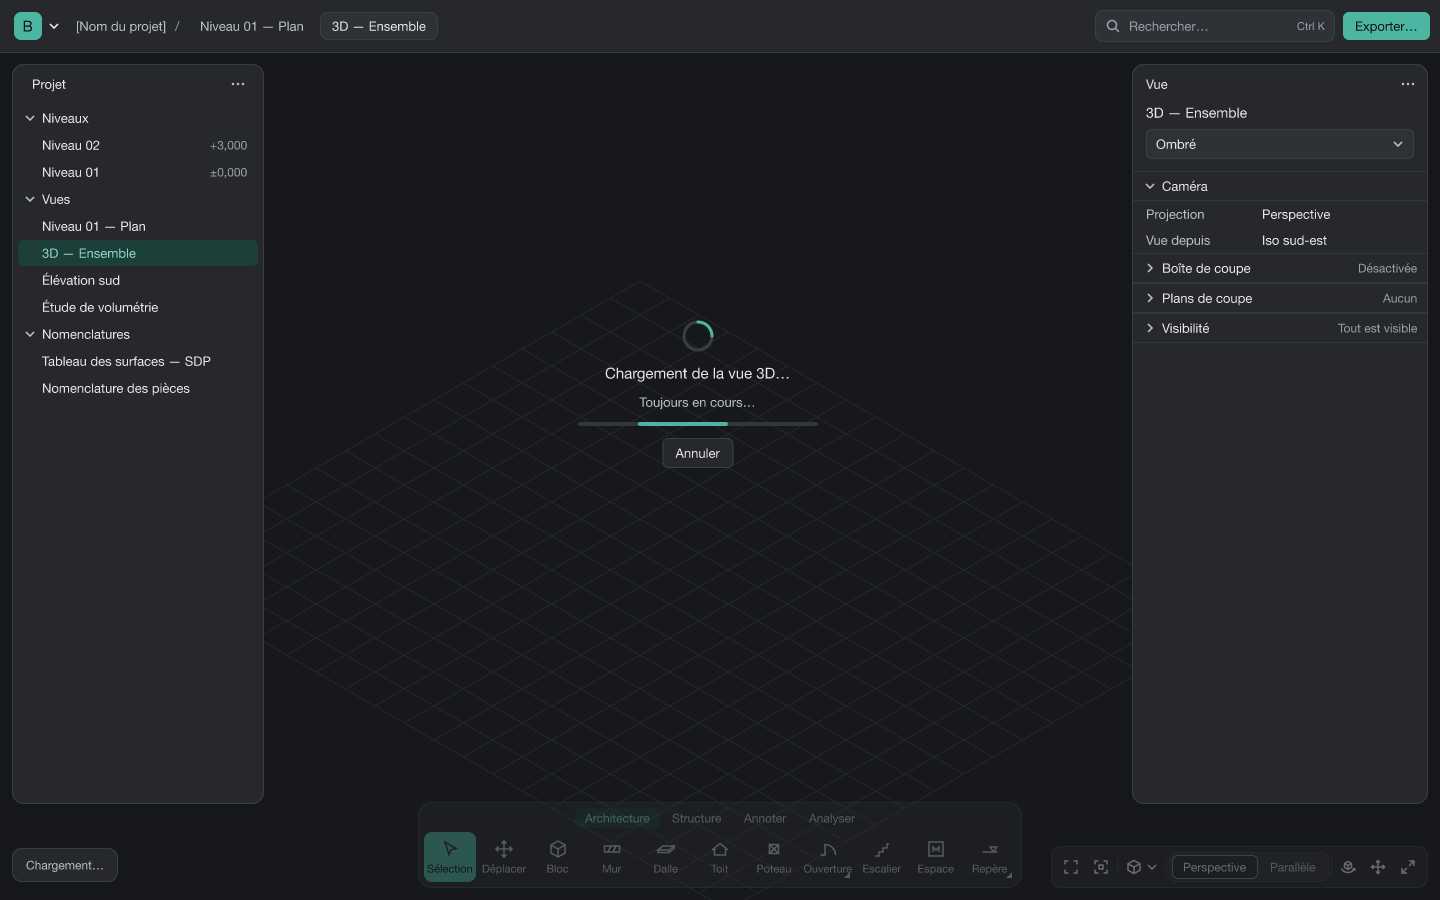 B
[Nom du projet] / Niveau 01 — Plan 3D — Ensemble
Rechercher… Ctrl K
Exporter…
Projet
Niveaux
Niveau 02 +3,000
Niveau 01 ±0,000
Vues
Niveau 01 — Plan
3D — Ensemble
Élévation sud
Étude de volumétrie
Nomenclatures
Tableau des surfaces — SDP
Nomenclature des pièces
Chargement de la vue 3D…
Toujours en cours…
Annuler
Vue
3D — Ensemble
Ombré
Caméra
Projection Perspective
Vue depuis Iso sud-est
Boîte de coupe Désactivée
Plans de coupe Aucun
Visibilité Tout est visible
Architecture Structure Annoter Analyser
Sélection Déplacer Bloc Mur Dalle Toit Poteau Ouverture Escalier Espace Repère
Chargement…
Perspective Parallèle